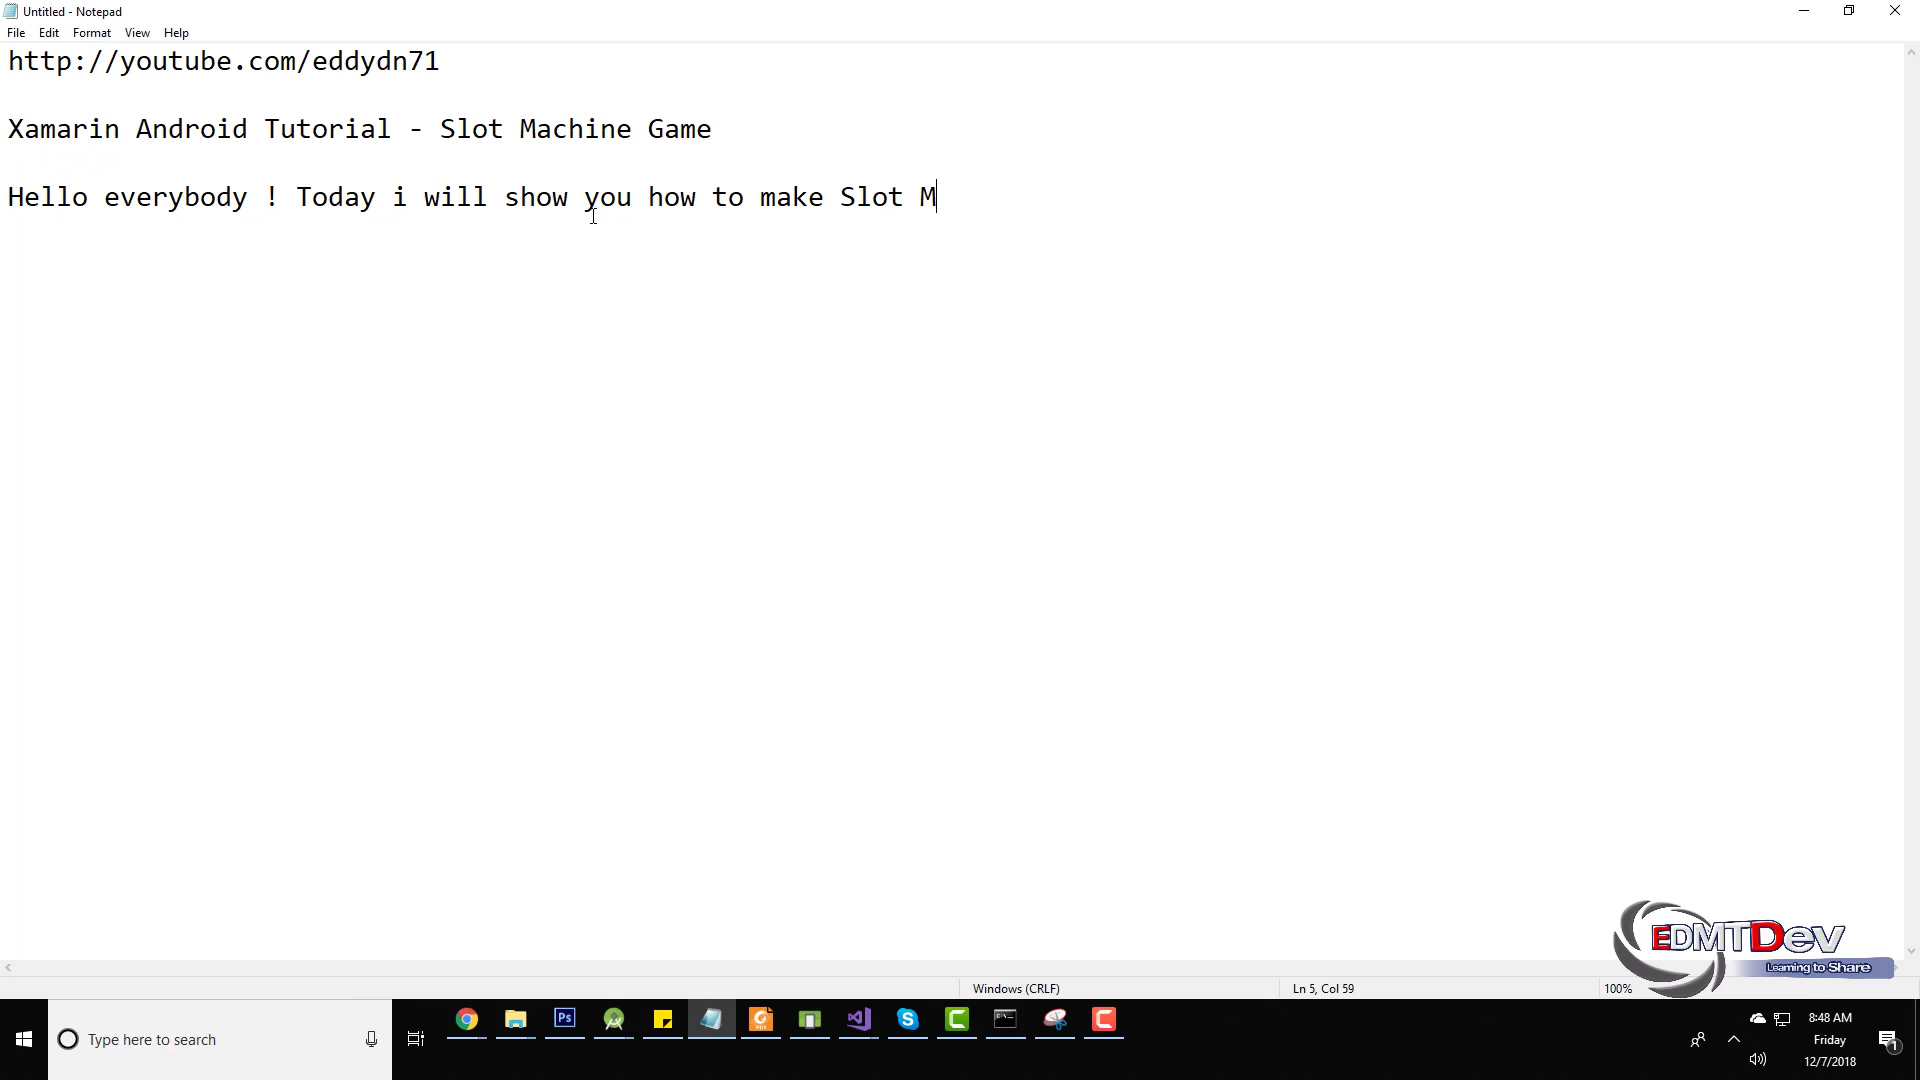 Untitled - Notepad
File Edit Format View Help
http://youtube.com/eddydn71
Xamarin Android Tutorial - Slot Machine Game
Hello everybody ! Today i will show you how to make Slot M
EDMTDev
Learning to Share
Windows (CRLF) Ln 5, Col 59 100%
Type here to search
Ps
8:48 AM
Friday
12/7/2018
1